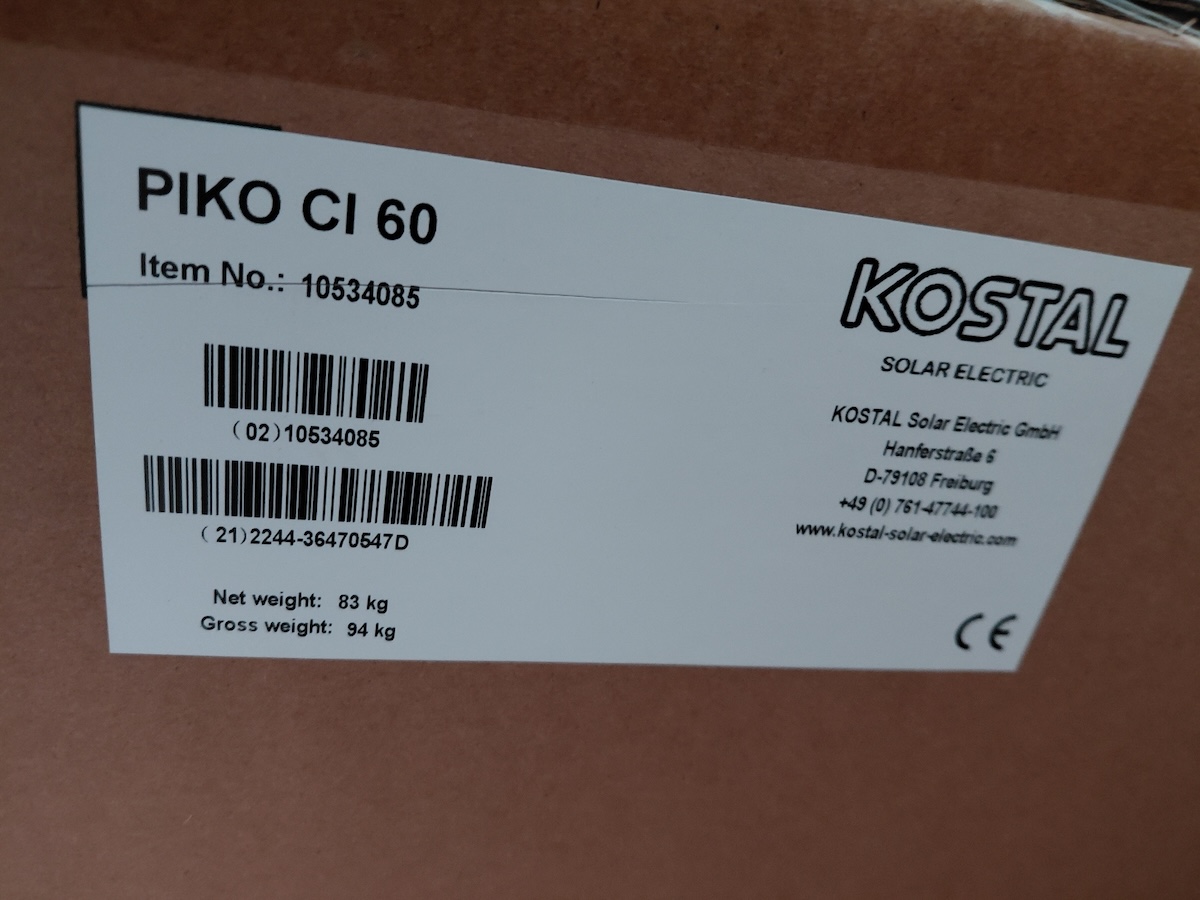 PIKO CI 60
Item No.: 10534085
(02)10534085
(21)2244-36470547D
Net weight: 83 kg
Gross weight: 94 kg
KOSTAL
SOLAR ELECTRIC
KOSTAL Solar Electric GmbH
Hanferstraße 6
D-79108 Freiburg
+49 (0) 761-47744-100
www.kostal-solar-electric.com
CE